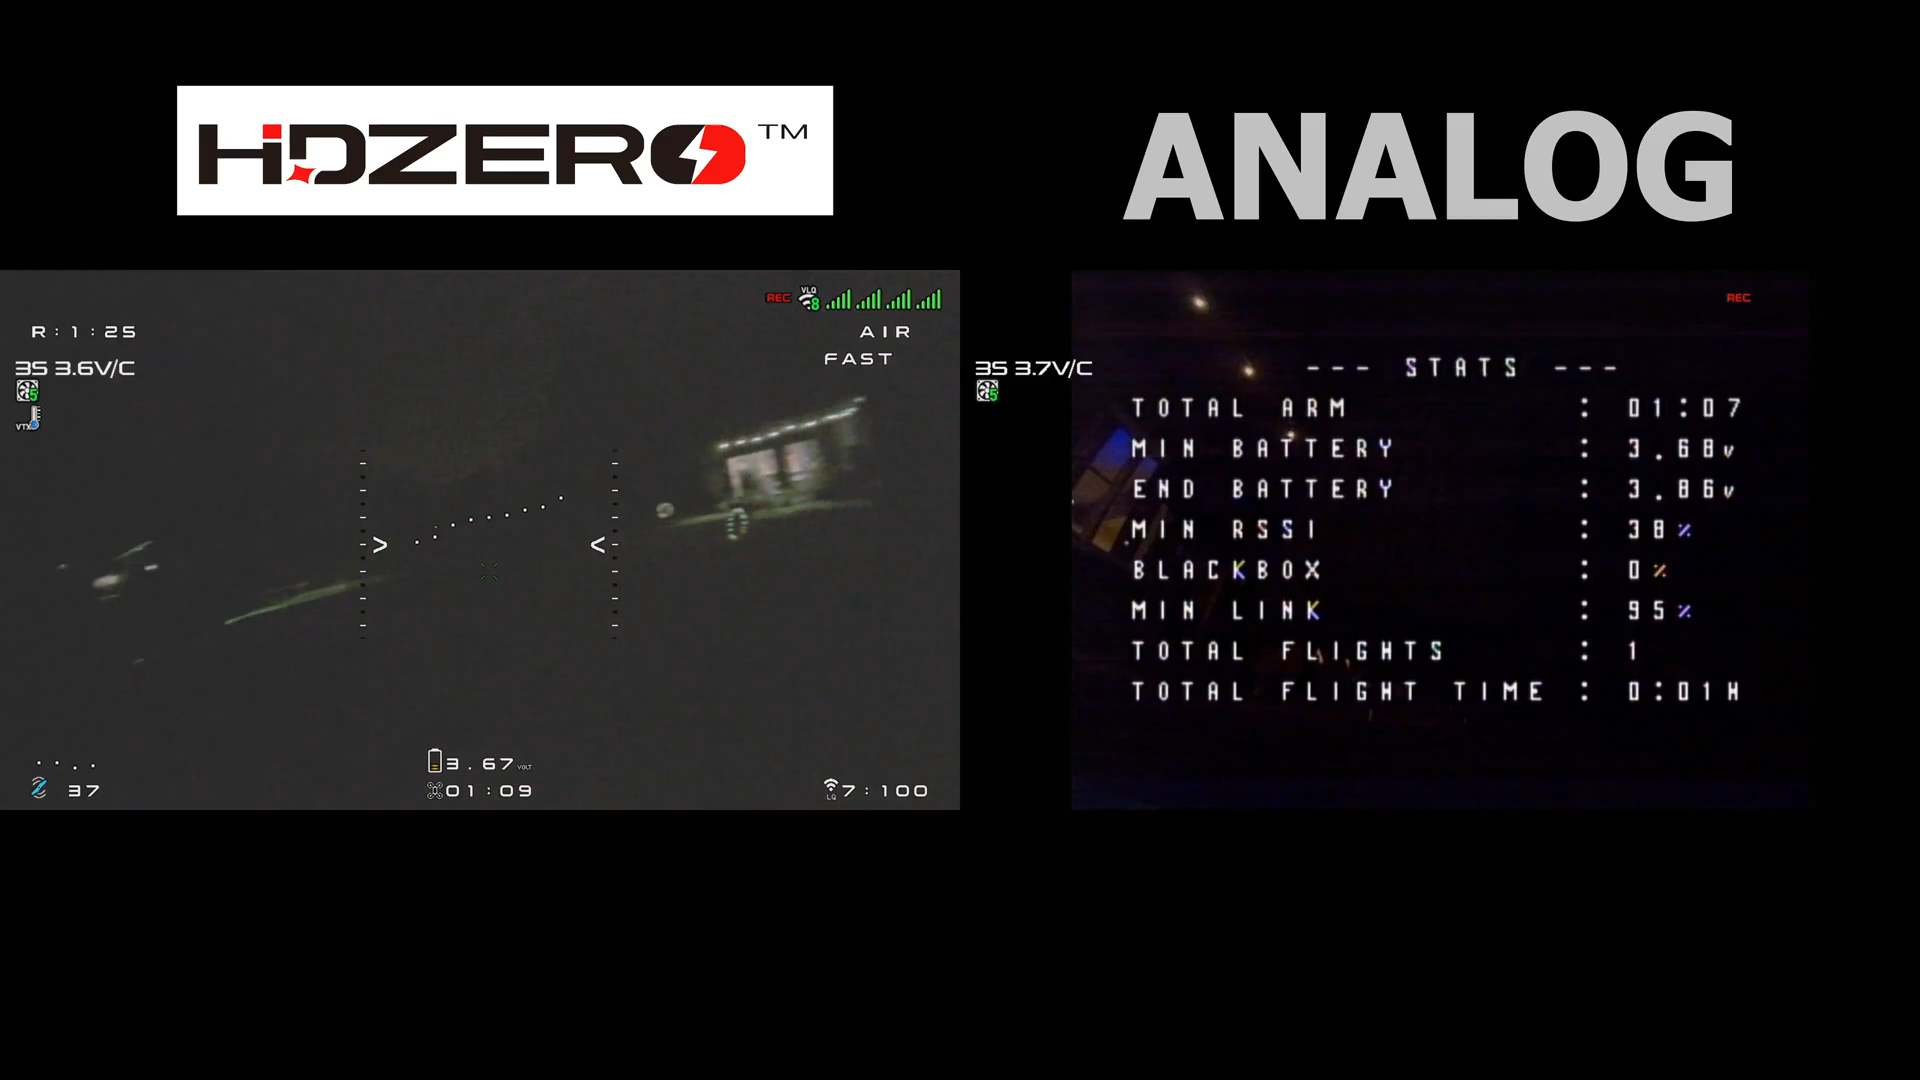 HDZERO™
ANALOG
REC VLQ 8
R:1:25
AIR
3S 3.6V/C
FAST
5
VTX
37
3.67 VOLT
01:09
LQ 7:100
REC
3S 3.7V/C
5
--- STATS ---
TOTAL ARM : 01:07
MIN BATTERY : 3.68V
END BATTERY : 3.86V
MIN RSSI : 38%
BLACKBOX : 0%
MIN LINK : 95%
TOTAL FLIGHTS : 1
TOTAL FLIGHT TIME : 0:01H